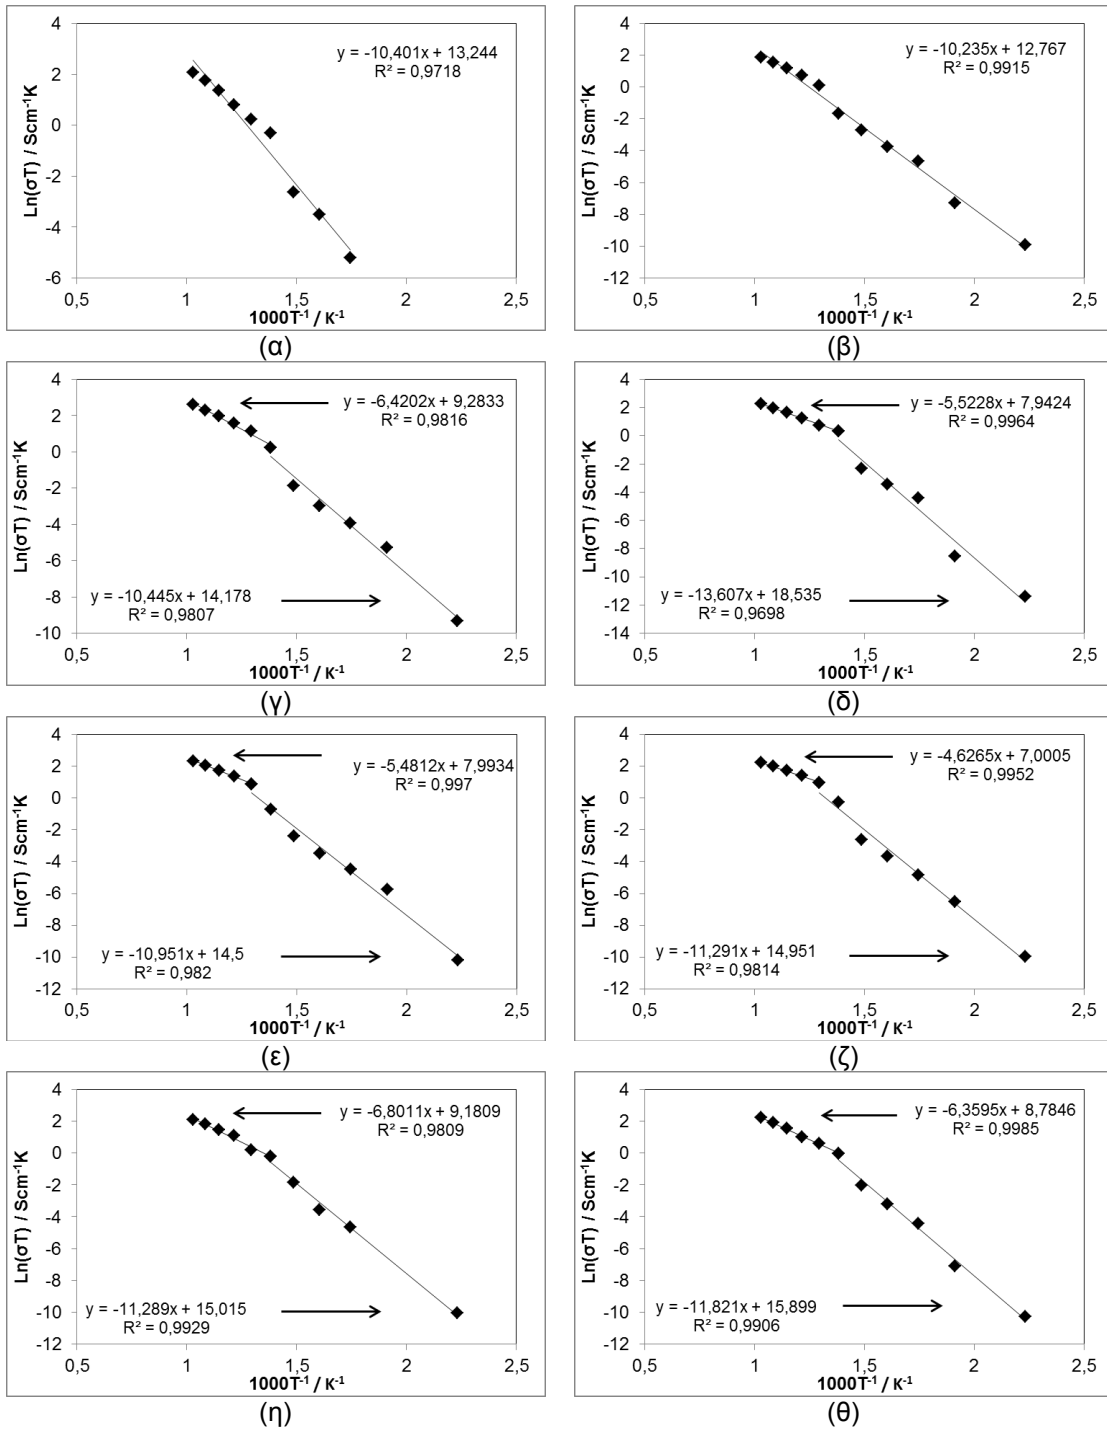 4
2
0
-2
-4
-6
0,5
1
1,5
2
2,5
Ln(σT) / Scm⁻¹K
1000T⁻¹ / K⁻¹
y = -10,401x + 13,244
R² = 0,9718
(α)
4
2
0
-2
-4
-6
-8
-10
-12
0,5
1
1,5
2
2,5
Ln(σT) / Scm⁻¹K
1000T⁻¹ / K⁻¹
y = -10,235x + 12,767
R² = 0,9915
(β)
4
2
0
-2
-4
-6
-8
-10
0,5
1
1,5
2
2,5
Ln(σT) / Scm⁻¹K
1000T⁻¹ / K⁻¹
y = -6,4202x + 9,2833
R² = 0,9816
y = -10,445x + 14,178
R² = 0,9807
(γ)
4
2
0
-2
-4
-6
-8
-10
-12
-14
0,5
1
1,5
2
2,5
Ln(σT) / Scm⁻¹K
1000T⁻¹ / K⁻¹
y = -5,5228x + 7,9424
R² = 0,9964
y = -13,607x + 18,535
R² = 0,9698
(δ)
4
2
0
-2
-4
-6
-8
-10
-12
0,5
1
1,5
2
2,5
Ln(σT) / Scm⁻¹K
1000T⁻¹ / K⁻¹
y = -5,4812x + 7,9934
R² = 0,997
y = -10,951x + 14,5
R² = 0,982
(ε)
4
2
0
-2
-4
-6
-8
-10
-12
0,5
1
1,5
2
2,5
Ln(σT) / Scm⁻¹K
1000T⁻¹ / K⁻¹
y = -4,6265x + 7,0005
R² = 0,9952
y = -11,291x + 14,951
R² = 0,9814
(ζ)
4
2
0
-2
-4
-6
-8
-10
-12
0,5
1
1,5
2
2,5
Ln(σT) / Scm⁻¹K
1000T⁻¹ / K⁻¹
y = -6,8011x + 9,1809
R² = 0,9809
y = -11,289x + 15,015
R² = 0,9929
(η)
4
2
0
-2
-4
-6
-8
-10
-12
0,5
1
1,5
2
2,5
Ln(σT) / Scm⁻¹K
1000T⁻¹ / K⁻¹
y = -6,3595x + 8,7846
R² = 0,9985
y = -11,821x + 15,899
R² = 0,9906
(θ)